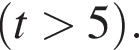 (t > 5).